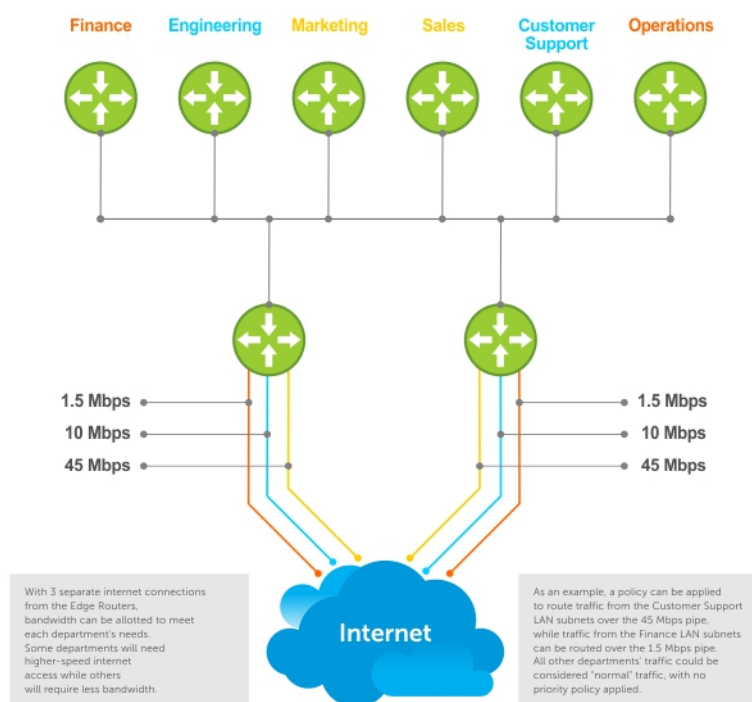 Finance
Engineering
Marketing
Sales
Customer
Support
Operations
1.5 Mbps
10 Mbps
45 Mbps
1.5 Mbps
10 Mbps
45 Mbps
Internet
With 3 separate internet connections
from the Edge Routers,
bandwidth can be allotted to meet
each department's needs.
Some departments will need
higher-speed internet
access while others
will require less bandwidth.
As an example, a policy can be applied
to route traffic from the Customer Support
LAN subnets over the 45 Mbps pipe,
while traffic from the Finance LAN subnets
can be routed over the 1.5 Mbps pipe.
All other departments' traffic could be
considered "normal" traffic, with no
priority policy applied.